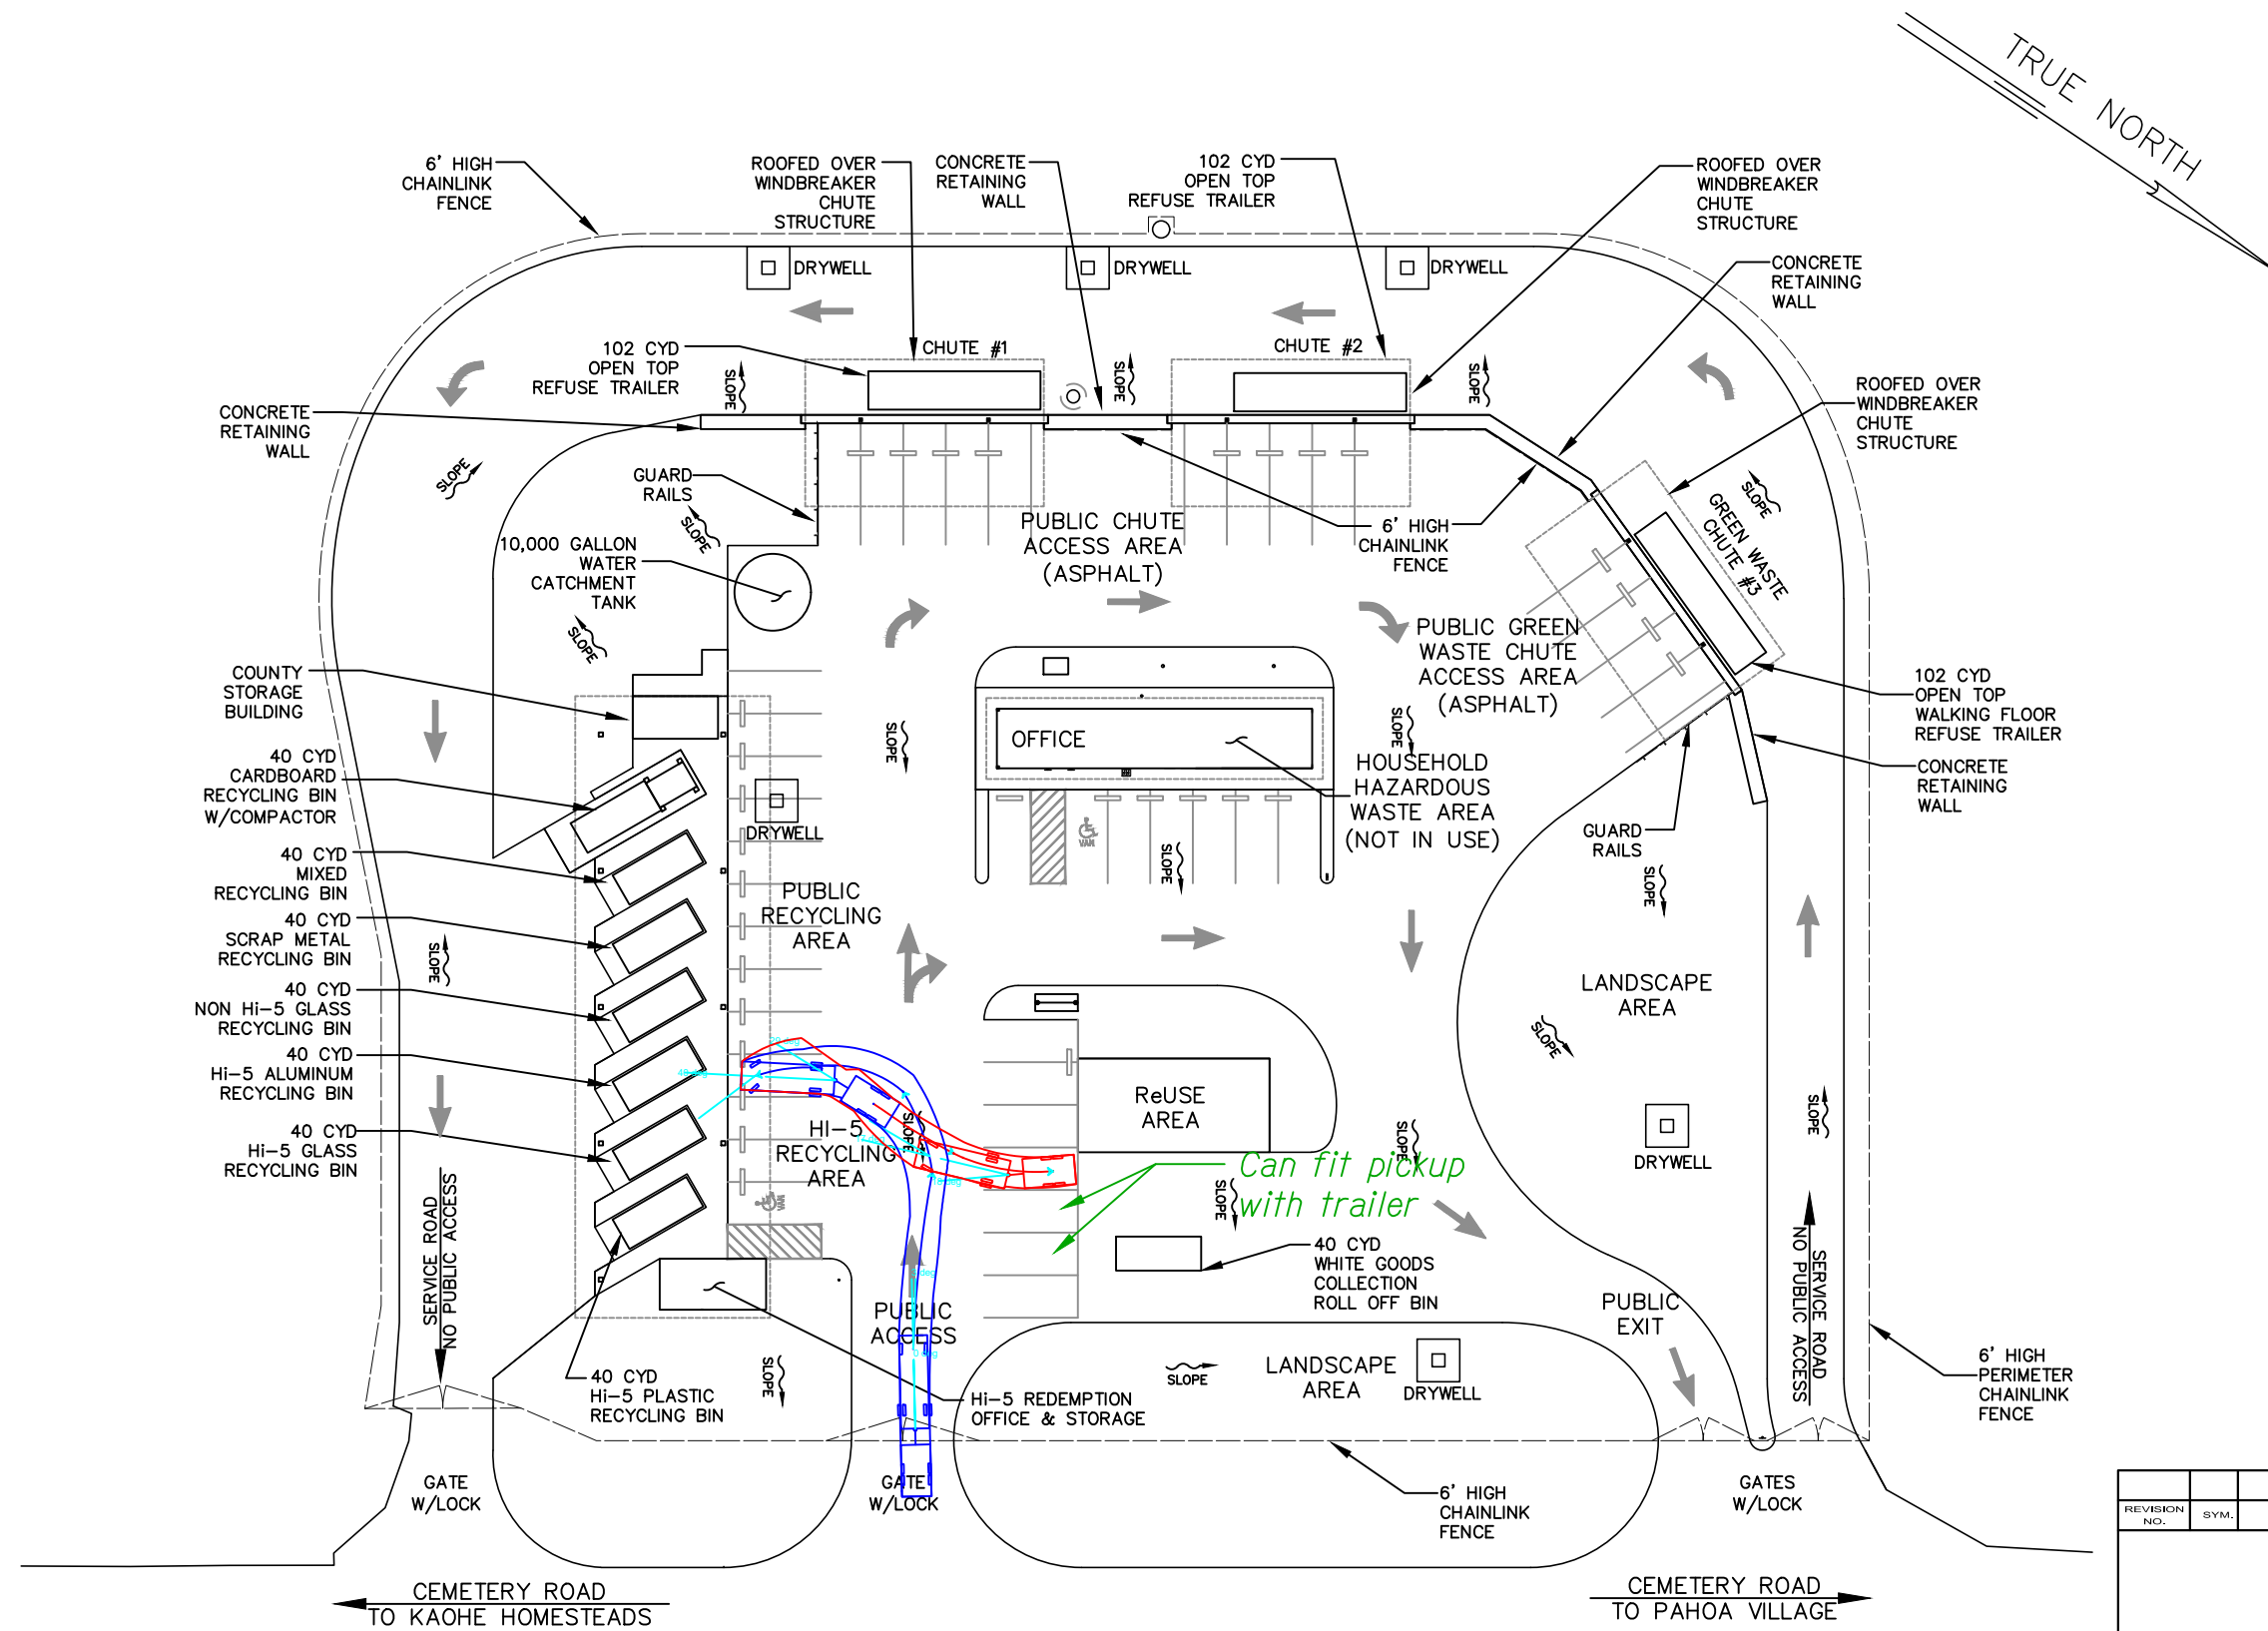 TRUE NORTH
6' HIGH
CHAINLINK
FENCE
ROOFED OVER
WINDBREAKER
CHUTE
STRUCTURE
CONCRETE
RETAINING
WALL
102 CYD
OPEN TOP
REFUSE TRAILER
ROOFED OVER
WINDBREAKER
CHUTE
STRUCTURE
DRYWELL
DRYWELL
DRYWELL
CONCRETE
RETAINING
WALL
102 CYD
OPEN TOP
REFUSE TRAILER
CHUTE #1
CHUTE #2
SLOPE
SLOPE
SLOPE
ROOFED OVER
WINDBREAKER
CHUTE
STRUCTURE
CONCRETE
RETAINING
WALL
SLOPE
GUARD
RAILS
SLOPE
GREEN WASTE
CHUTE #3
SLOPE
PUBLIC CHUTE
ACCESS AREA
(ASPHALT)
6' HIGH
CHAINLINK
FENCE
10,000 GALLON
WATER
CATCHMENT
TANK
SLOPE
PUBLIC GREEN
WASTE CHUTE
ACCESS AREA
(ASPHALT)
COUNTY
STORAGE
BUILDING
102 CYD
OPEN TOP
WALKING FLOOR
REFUSE TRAILER
SLOPE
OFFICE
SLOPE
40 CYD
CARDBOARD
RECYCLING BIN
W/COMPACTOR
HOUSEHOLD
HAZARDOUS
WASTE AREA
(NOT IN USE)
CONCRETE
RETAINING
WALL
DRYWELL
VAN
SLOPE
GUARD
RAILS
40 CYD
MIXED
RECYCLING BIN
PUBLIC
RECYCLING
AREA
SLOPE
40 CYD
SCRAP METAL
RECYCLING BIN
SLOPE
LANDSCAPE
AREA
40 CYD
NON Hi-5 GLASS
RECYCLING BIN
SLOPE
40 CYD
Hi-5 ALUMINUM
RECYCLING BIN
ReUSE
AREA
SLOPE
40 CYD
Hi-5 GLASS
RECYCLING BIN
HI-5
RECYCLING
AREA
SLOPE
SLOPE
DRYWELL
Can fit pickup
with trailer
SLOPE
VAN
SERVICE ROAD
NO PUBLIC ACCESS
40 CYD
WHITE GOODS
COLLECTION
ROLL OFF BIN
SERVICE ROAD
NO PUBLIC ACCESS
PUBLIC
ACCESS
PUBLIC
EXIT
SLOPE
SLOPE
LANDSCAPE
AREA
DRYWELL
6' HIGH
PERIMETER
CHAINLINK
FENCE
40 CYD
Hi-5 PLASTIC
RECYCLING BIN
Hi-5 REDEMPTION
OFFICE & STORAGE
GATE
W/LOCK
GATE
W/LOCK
6' HIGH
CHAINLINK
FENCE
GATES
W/LOCK
REVISION
NO.
SYM.
CEMETERY ROAD
TO KAOHE HOMESTEADS
CEMETERY ROAD
TO PAHOA VILLAGE